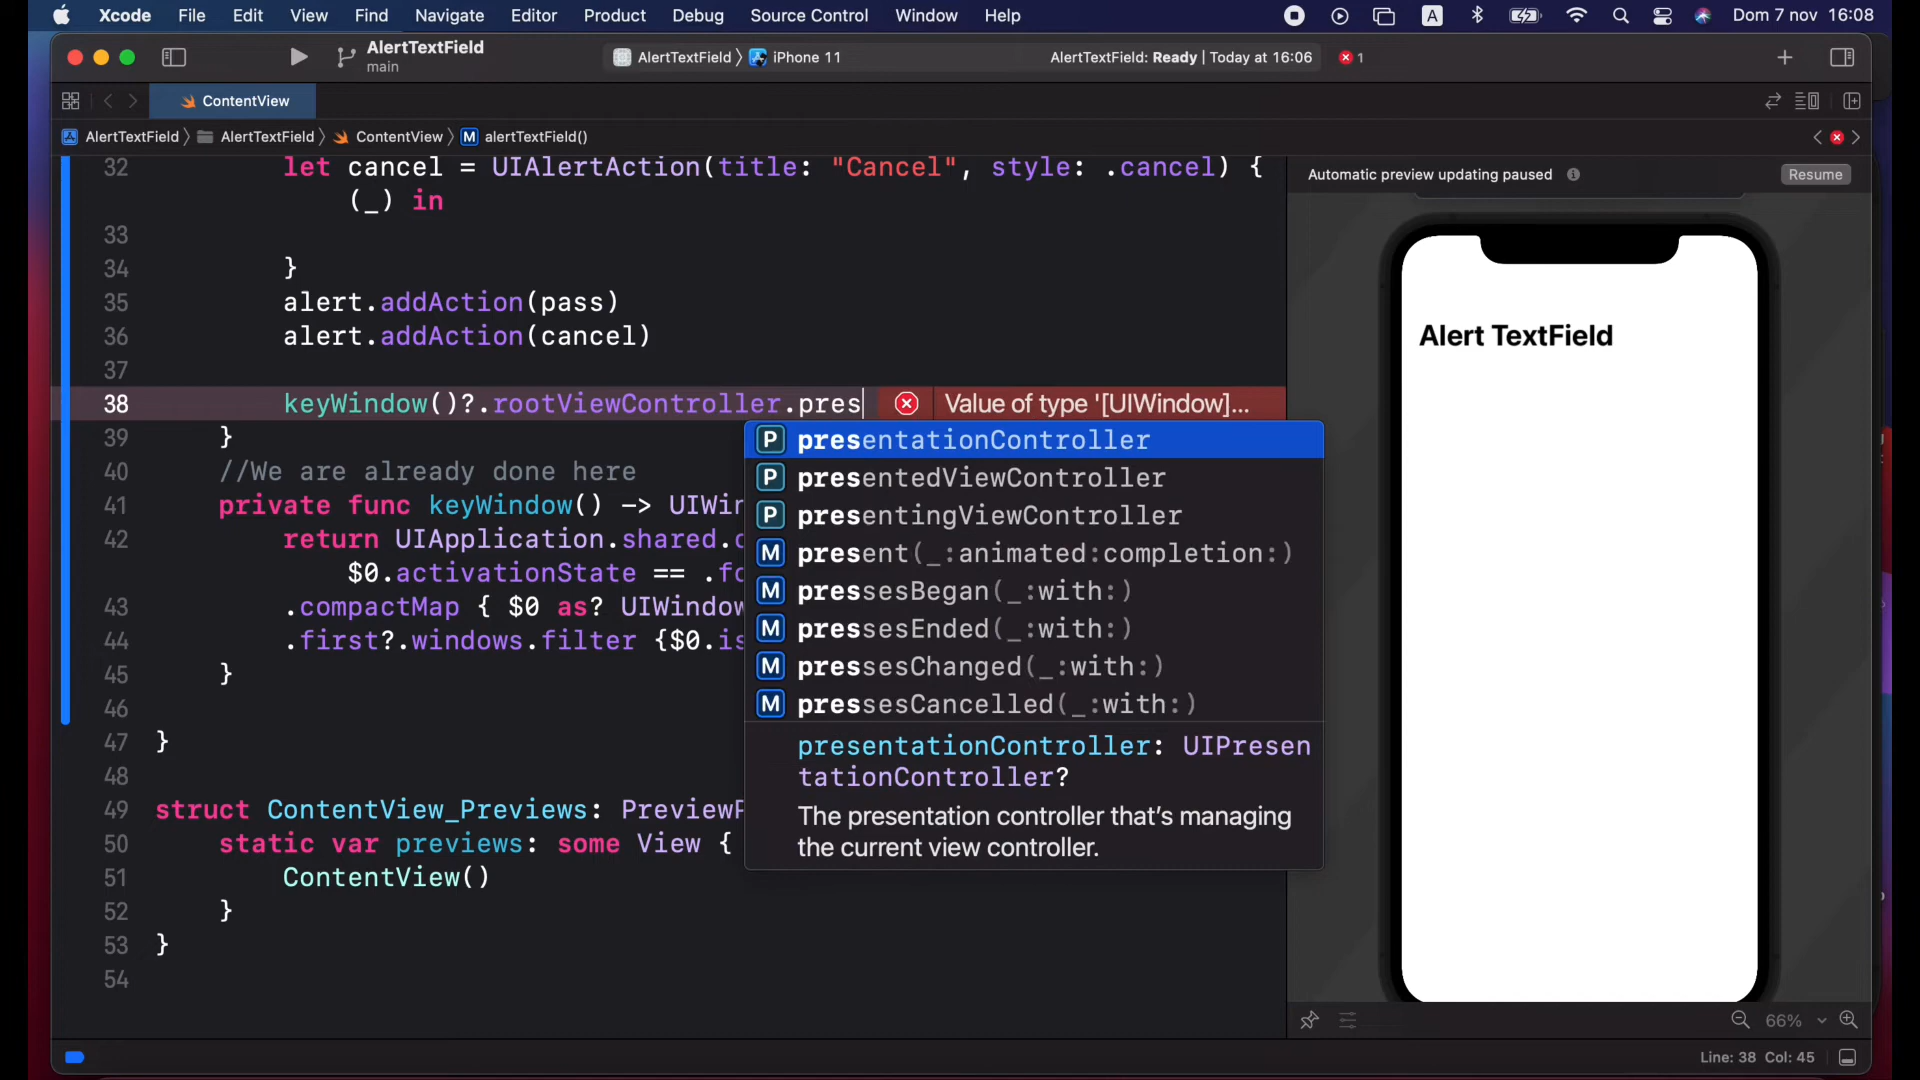 Xcode File Edit View Find Navigate Editor Product Debug Source Control Window Help A Dom 7 nov 16:08
AlertTextField
main
AlertTextField 〉 iPhone 11
AlertTextField: Ready | Today at 16:06
1
ContentView
AlertTextField 〉 AlertTextField 〉 ContentView 〉 M alertTextField()
32 let cancel = UIAlertAction(title: "Cancel", style: .cancel) {
(_) in
33
34 }
35 alert.addAction(pass)
36 alert.addAction(cancel)
37
38 keyWindow()?.rootViewController.pres Value of type '[UIWindow]...
39 }
40 //We are already done here
41 private func keyWindow() -> UIWin
42 return UIApplication.shared.c
$0.activationState == .fo
43 .compactMap { $0 as? UIWindow
44 .first?.windows.filter {$0.is
45 }
46
47 }
48
49 struct ContentView_Previews: PreviewP
50 static var previews: some View {
51 ContentView()
52 }
53 }
54
P presentationController
P presentedViewController
P presentingViewController
M present(_:animated:completion:)
M pressesBegan(_:with:)
M pressesEnded(_:with:)
M pressesChanged(_:with:)
M pressesCancelled(_:with:)
presentationController: UIPresen
tationController?
The presentation controller that’s managing
the current view controller.
Automatic preview updating paused
Resume
Alert TextField
66%
Line: 38 Col: 45